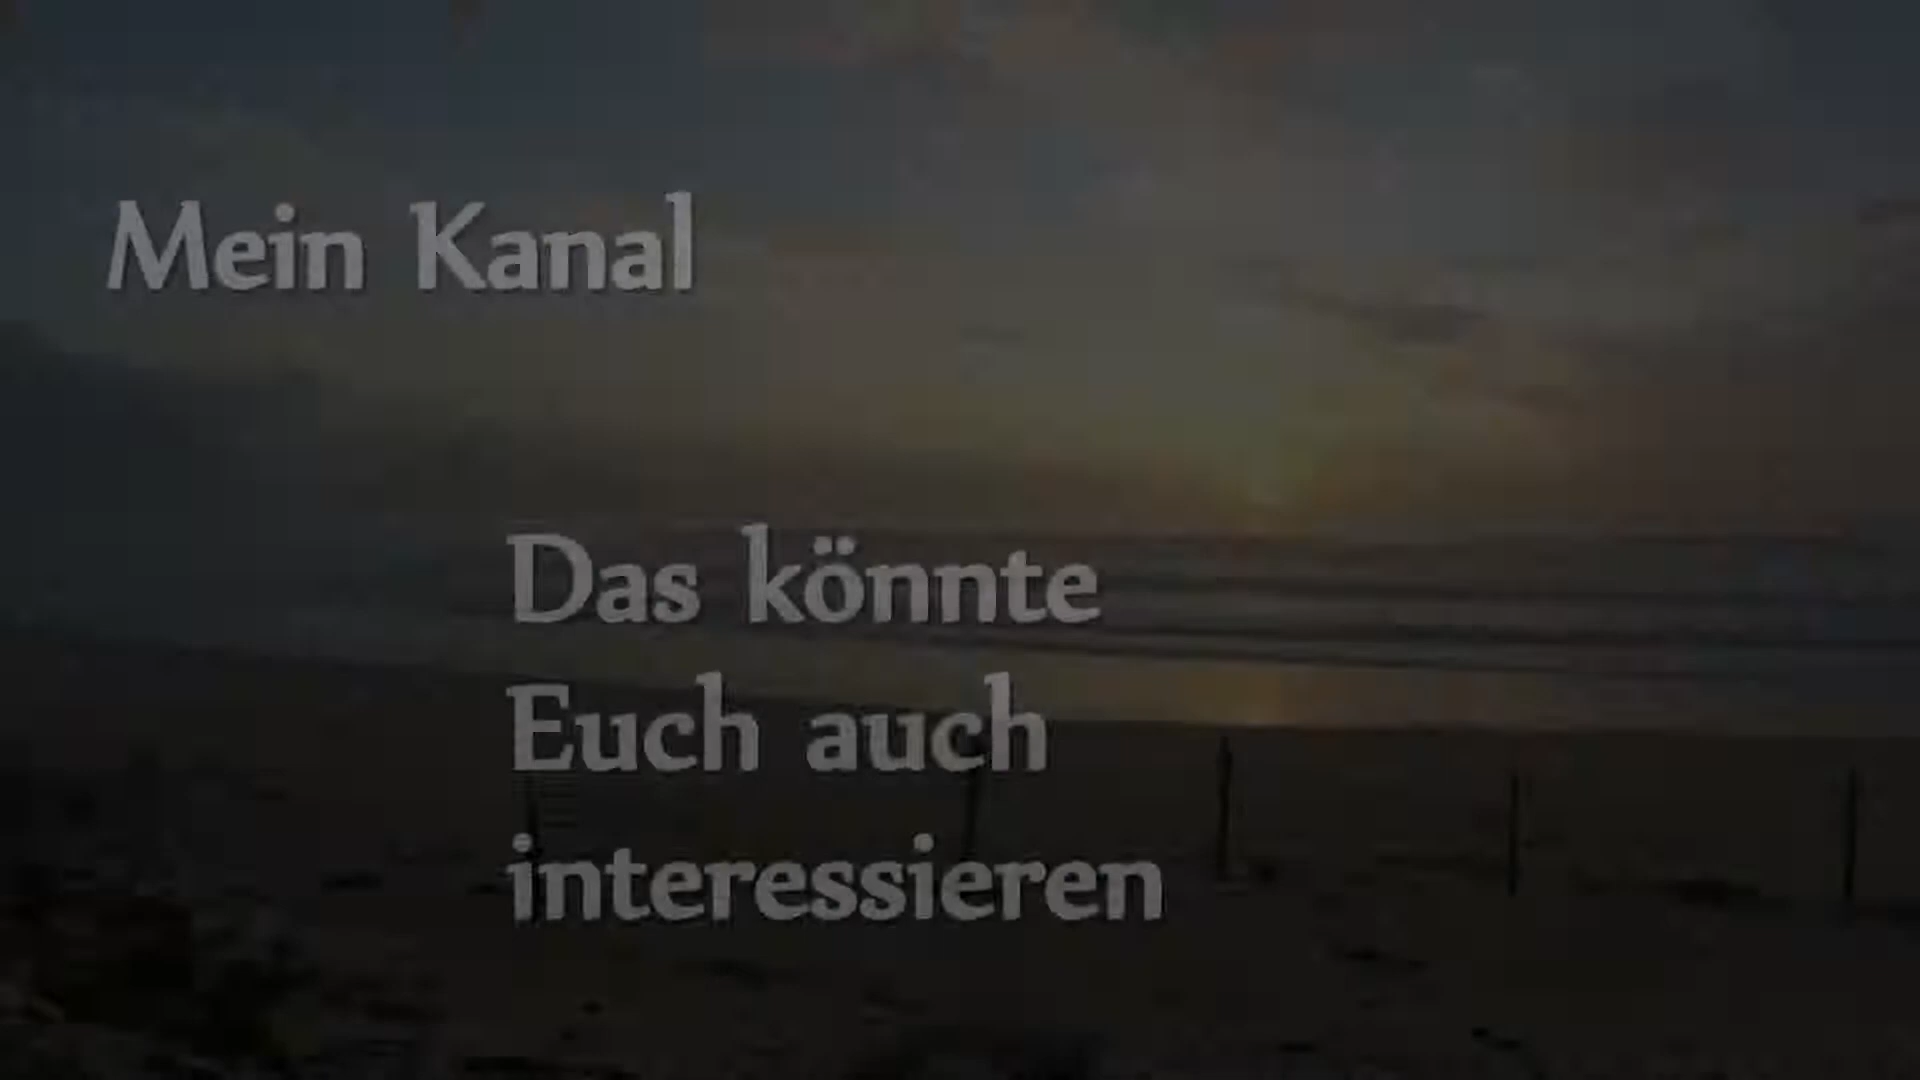 Mein Kanal
Das könnte
Euch auch
interessieren